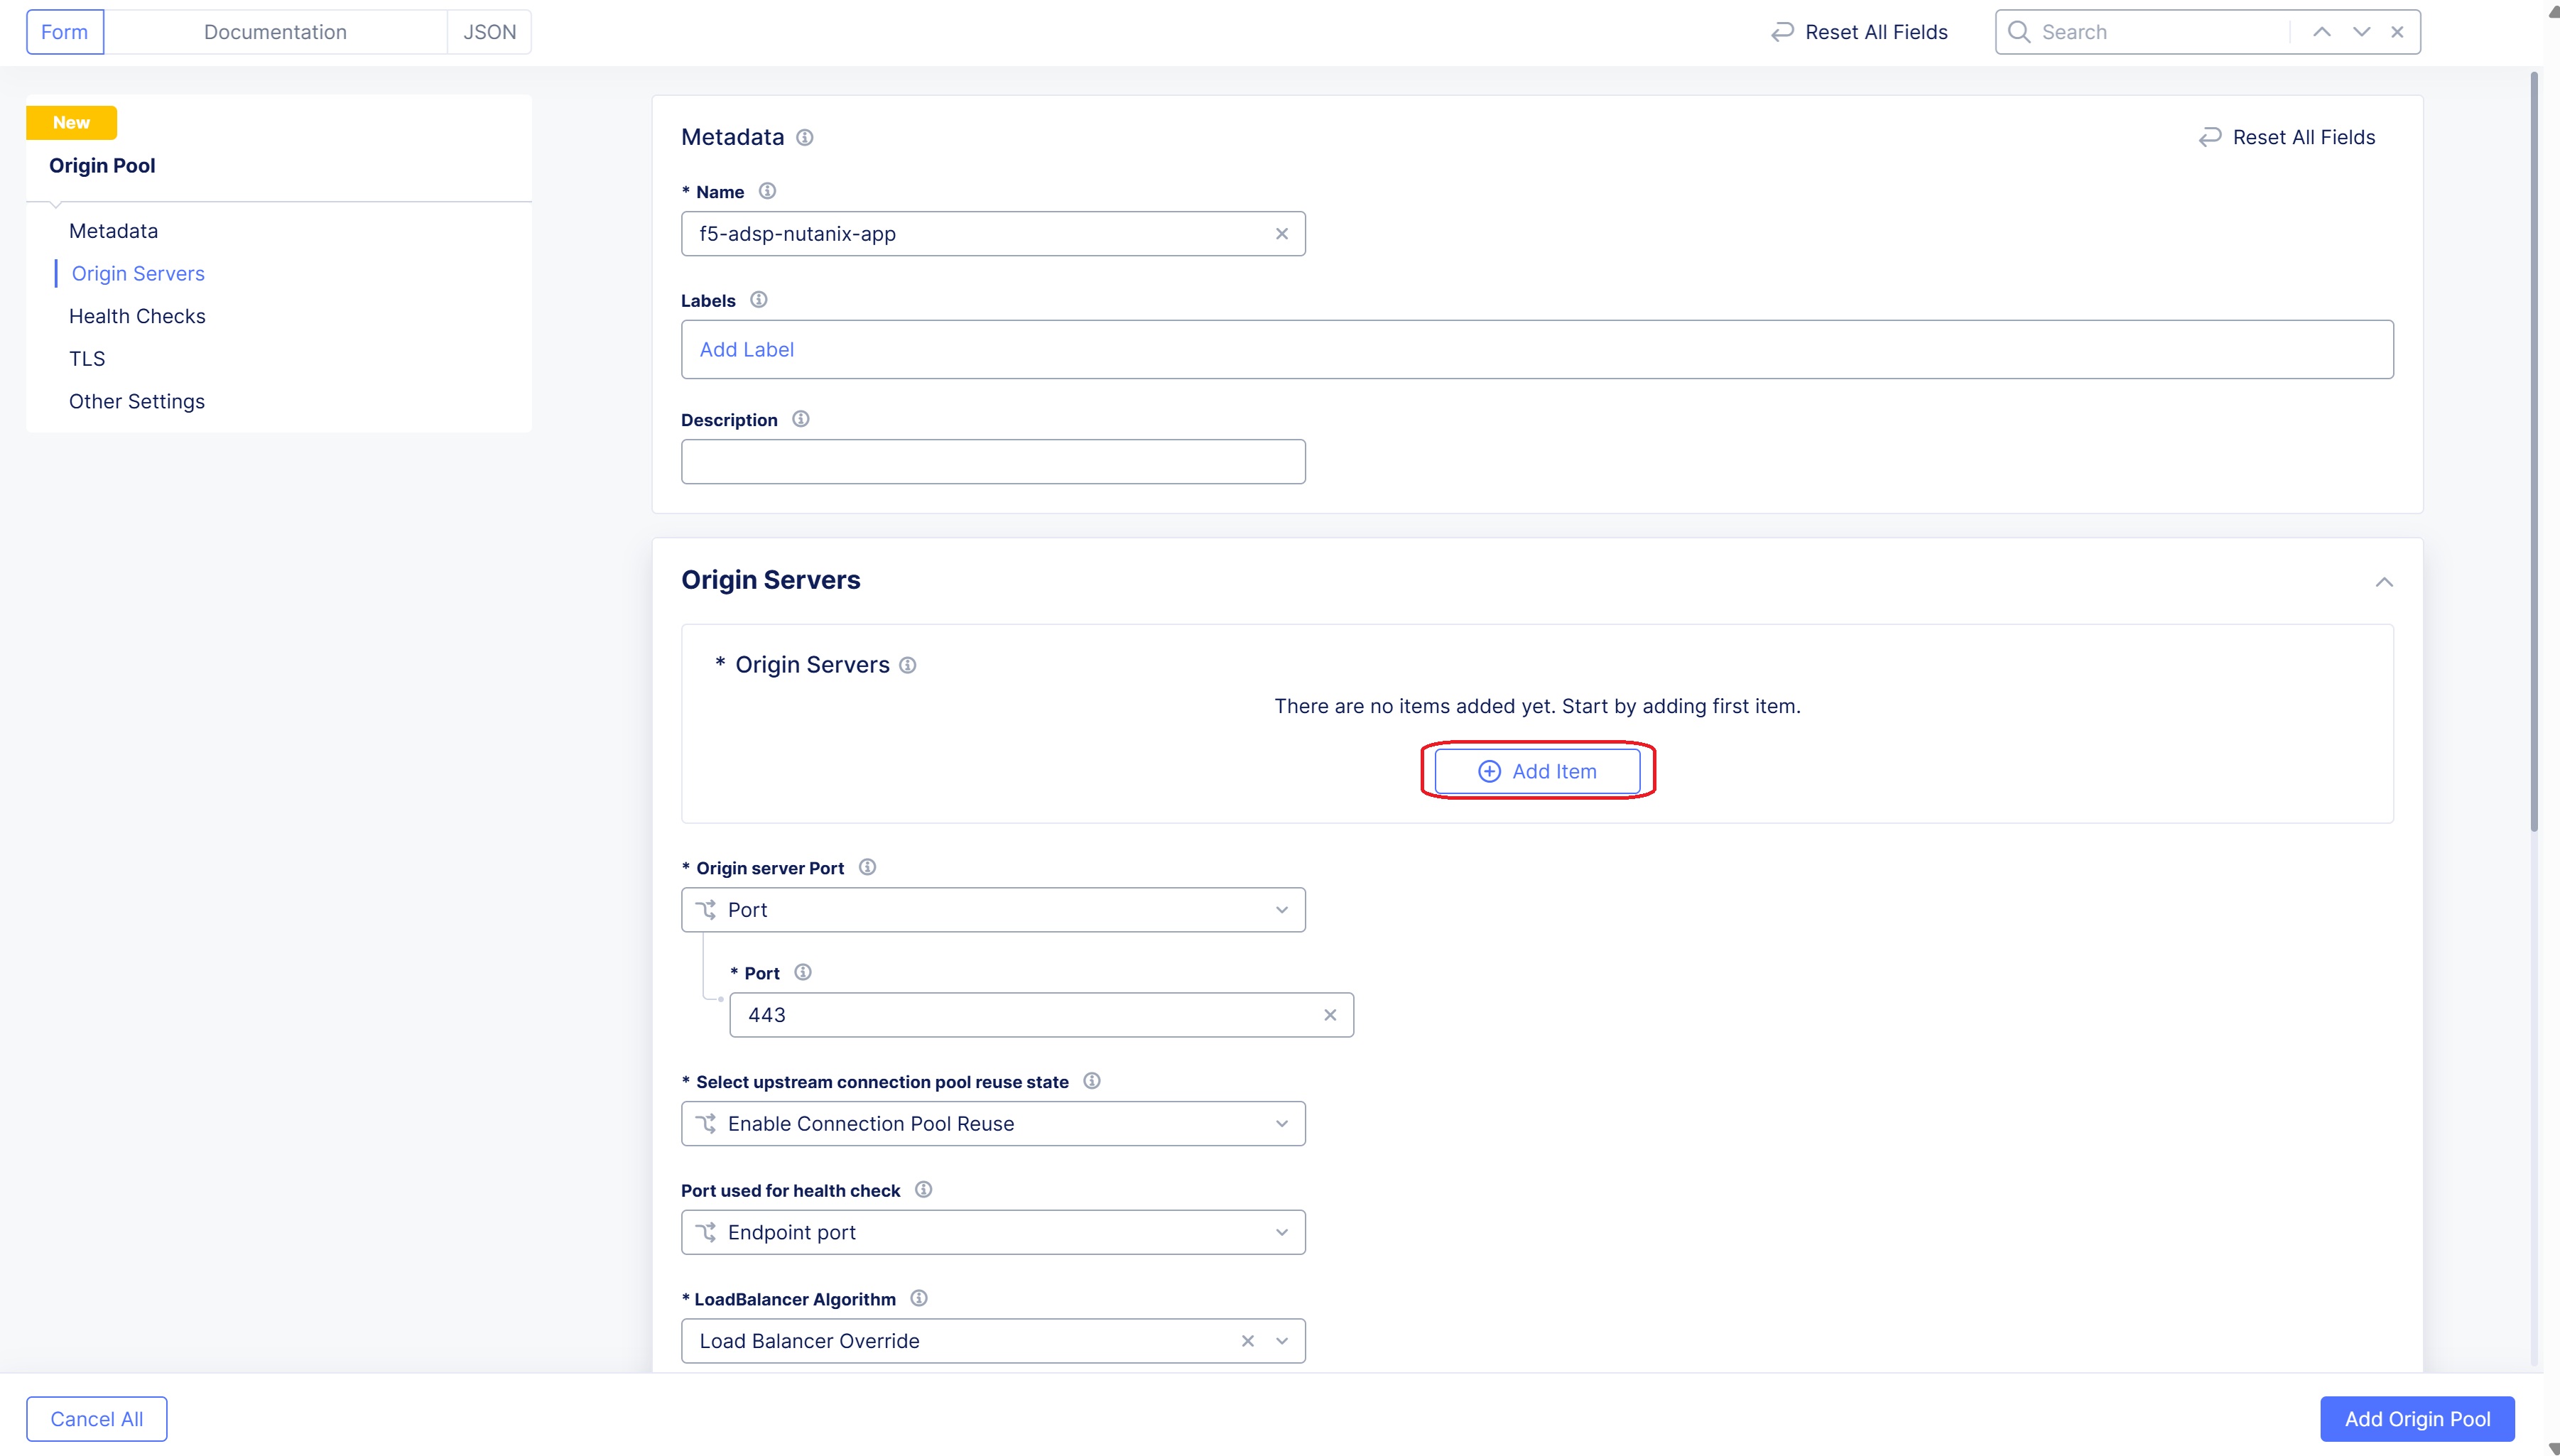 Form
Documentation
JSON
Reset All Fields
Search
New
Origin Pool
Metadata
Origin Servers
Health Checks
TLS
Other Settings
Metadata
Reset All Fields
* Name
f5-adsp-nutanix-app
Labels
Add Label
Description
Origin Servers
* Origin Servers
There are no items added yet. Start by adding first item.
Add Item
* Origin server Port
Port
* Port
443
* Select upstream connection pool reuse state
Enable Connection Pool Reuse
Port used for health check
Endpoint port
* LoadBalancer Algorithm
Load Balancer Override
Cancel All
Add Origin Pool